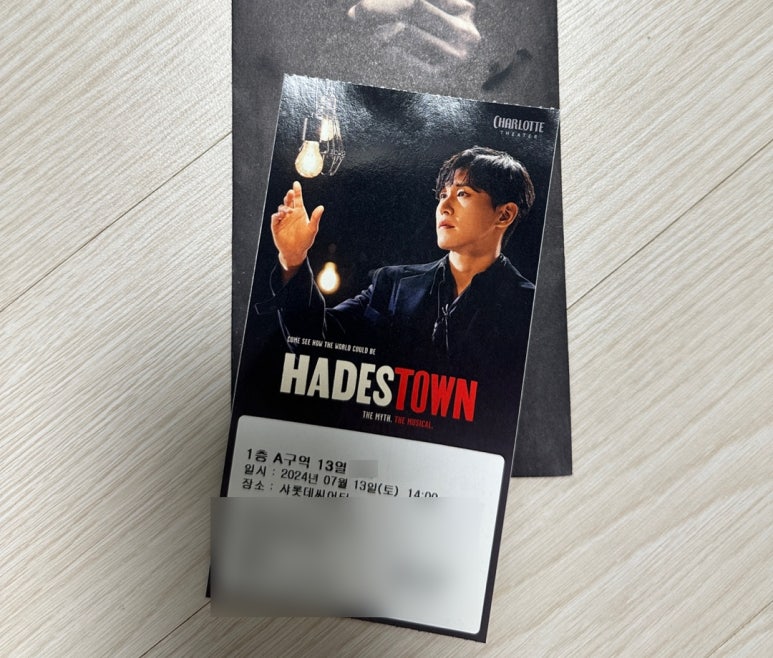 CHARLOTTE
THEATER
COME SEE HOW THE WORLD COULD BE
HADESTOWN
THE MYTH. THE MUSICAL.
1층 A구역 13열
일시 : 2024년 07월 13일(토) 14:00
장소 : 샤롯데씨어터